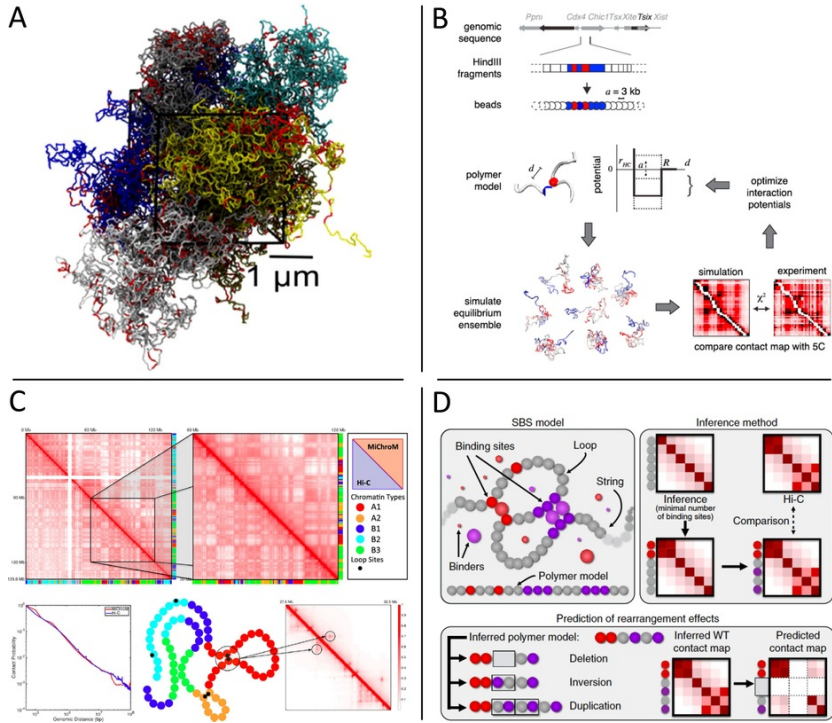 A
1 μm
B
Ppnx Cdx4 Chic1 Tsx Xite Tsix Xist
genomic
sequence
HindIII
fragments
a = 3 kb
beads
polymer
model
d
potential
0
rHC
a
R
d
optimize
interaction
potentials
simulate
equilibrium
ensemble
simulation
experiment
χ²
compare contact map with 5C
C
MiChroM
Hi-C
Chromatin Types
A1
A2
B1
B2
B3
Loop Sites
Contact Probability
Genomic Distance (bp)
D
SBS model
Binding sites
Loop
String
Binders
Polymer model
Inference method
Inference
(minimal number
of binding sites)
Hi-C
Comparison
Prediction of rearrangement effects
Inferred polymer model:
Deletion
Inversion
Duplication
Inferred WT
contact map
Predicted
contact map